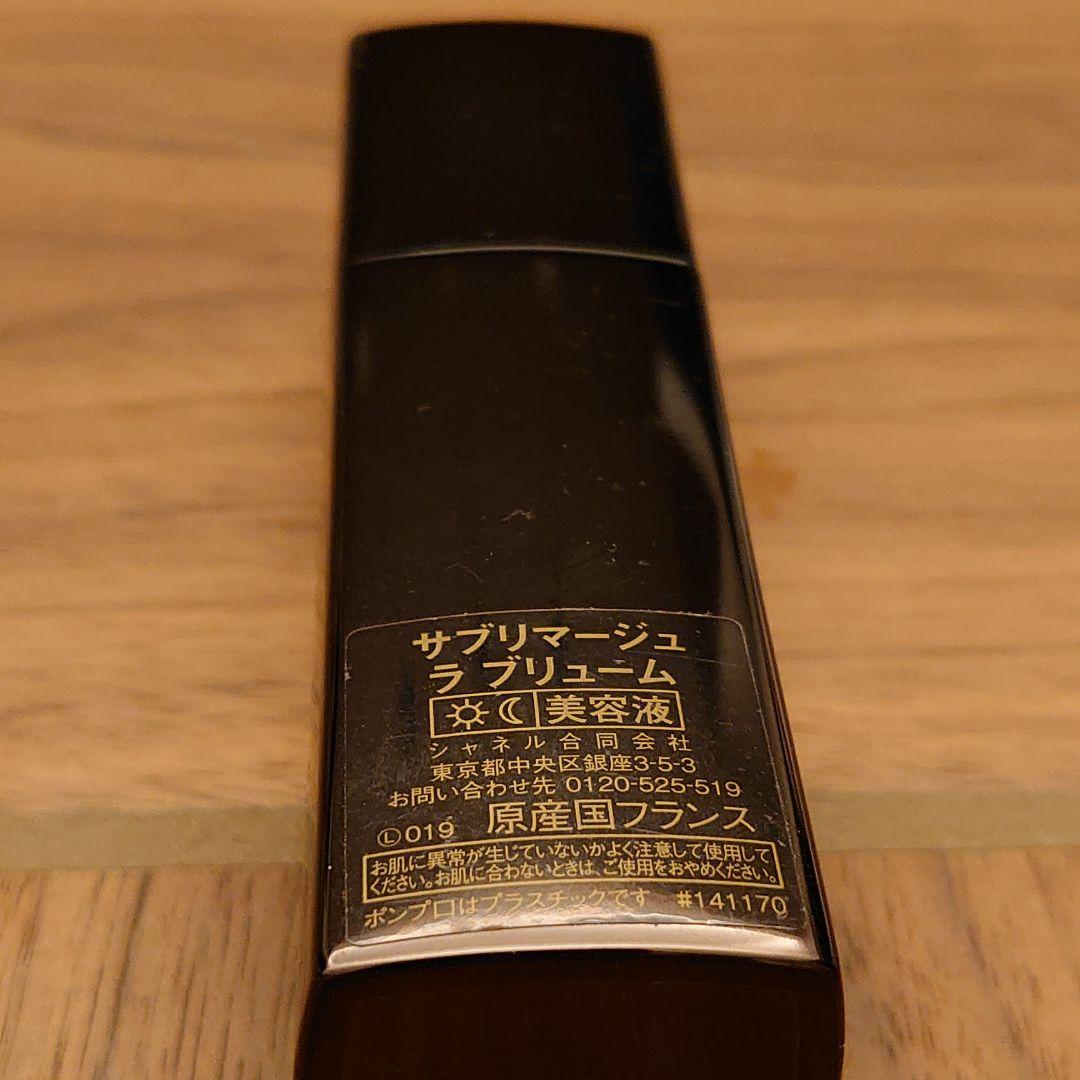 サブリマージュ
ラ ブリューム
美容液
シャネル合同会社
東京都中央区銀座3-5-3
お問い合わせ先 0120-525-519
Ⓛ019 原産国フランス
お肌に異常が生じていないかよく注意して使用して
ください。お肌に合わないときは、ご使用をおやめください。
ポンプ口はプラスチックです #141170